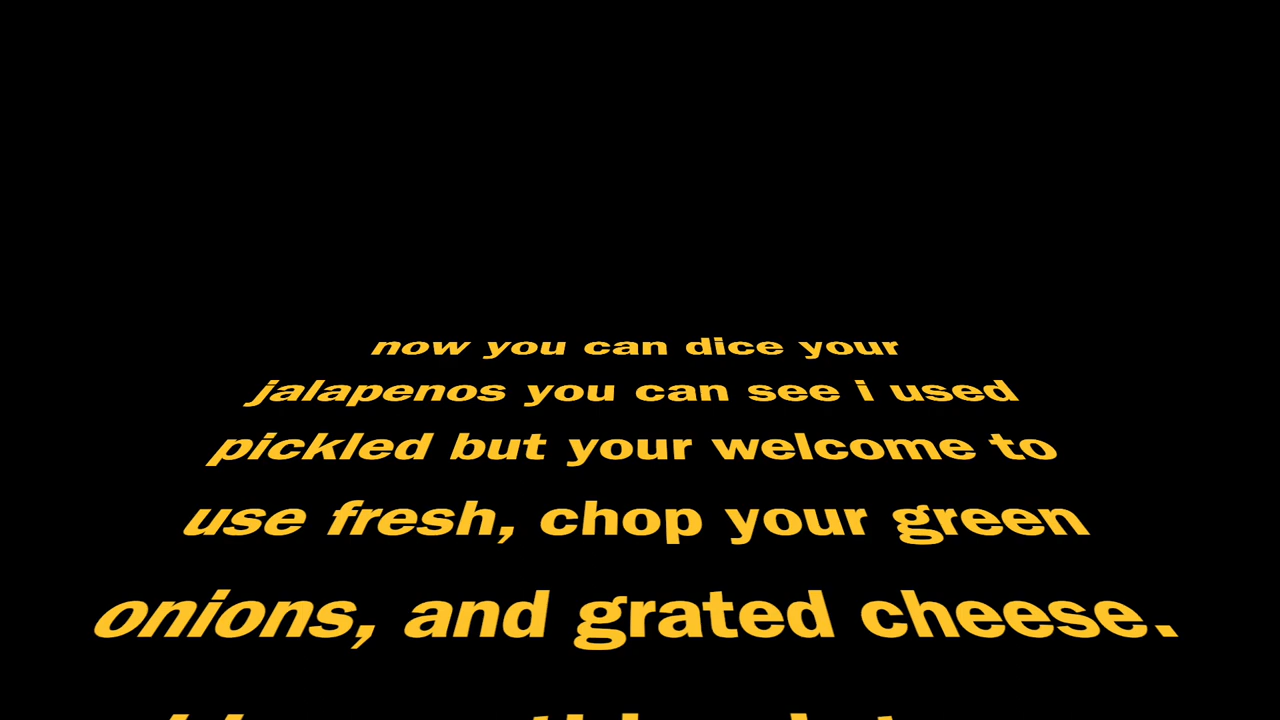 now you can dice your
jalapenos you can see i used
pickled but your welcome to
use fresh, chop your green
onions, and grated cheese.